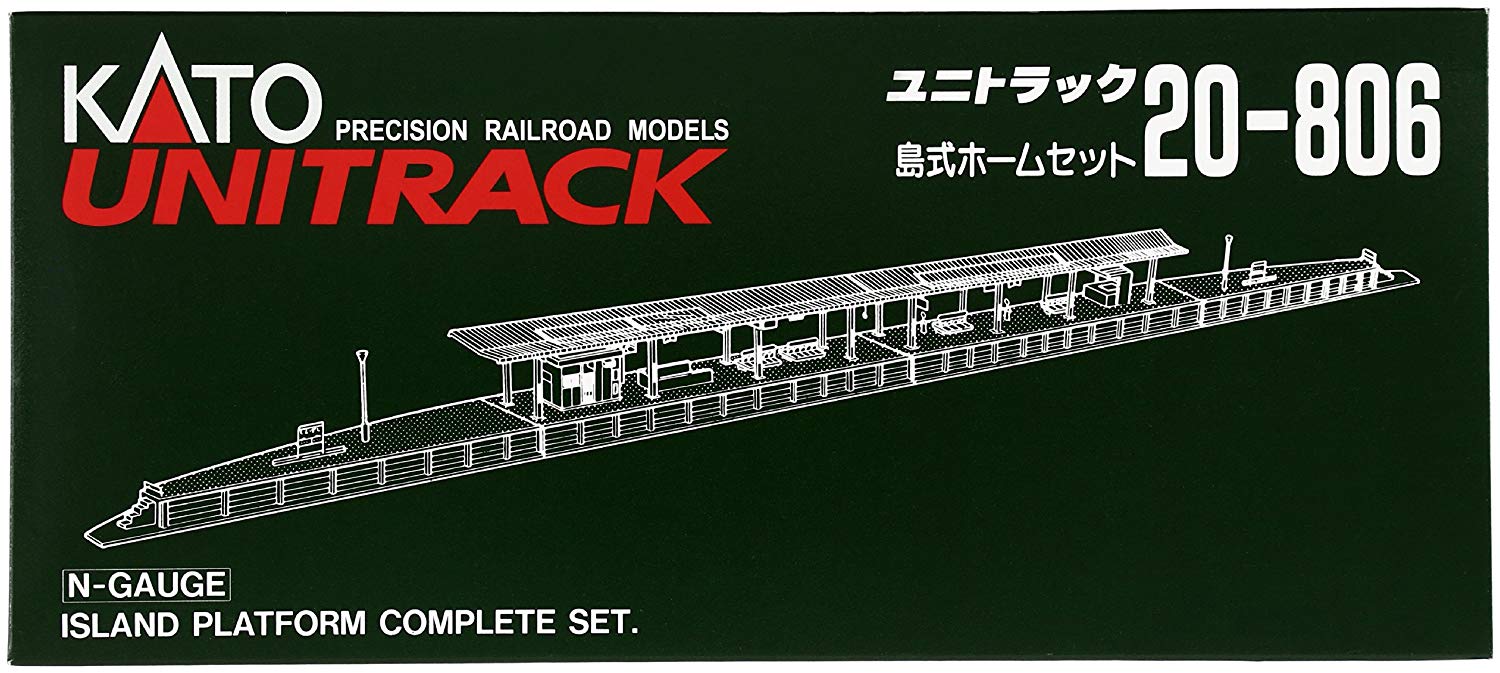 KATO
PRECISION RAILROAD MODELS
UNITRACK
ユニトラック
島式ホームセット
20-806
N-GAUGE
ISLAND PLATFORM COMPLETE SET.